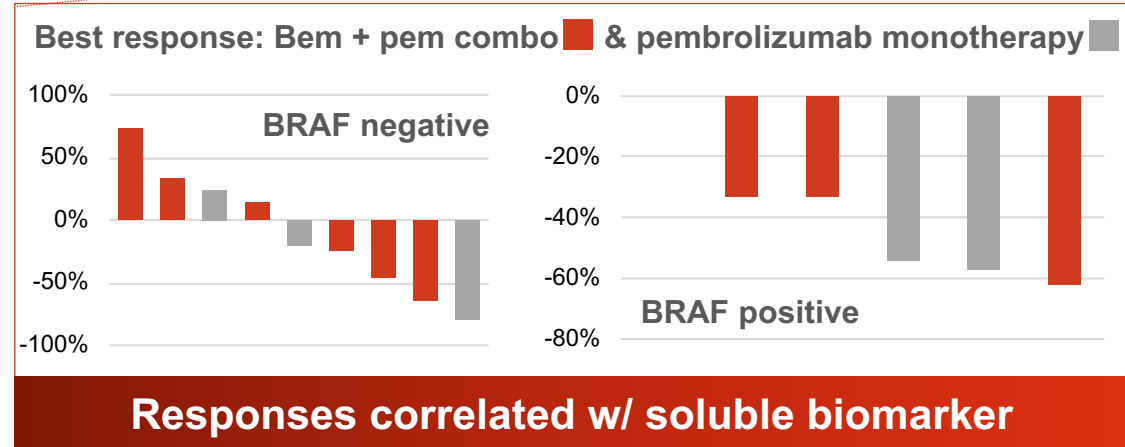 Best response: Bem + pem combo & pembrolizumab monotherapy
100%
50%
0%
-50%
-100%
BRAF negative
0%
-20%
-40%
-60%
-80%
BRAF positive
Responses correlated w/ soluble biomarker